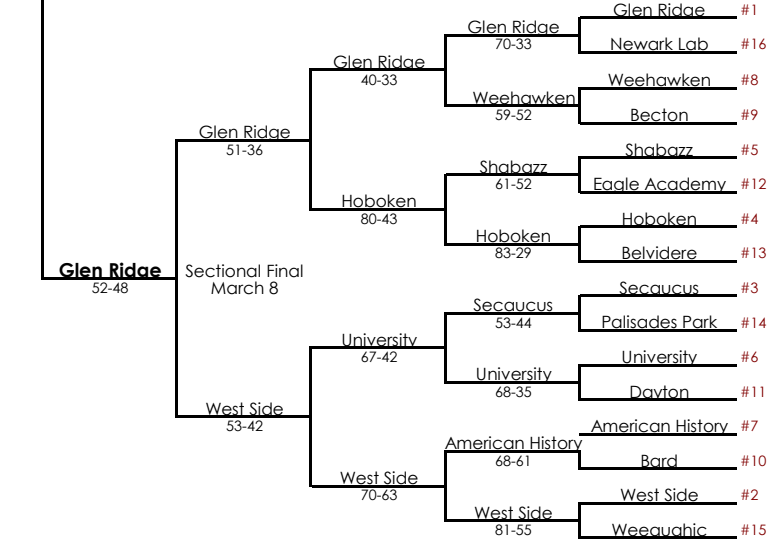 Glen Ridge #1
Glen Ridge
70-33
Newark Lab #16
Glen Ridge
40-33
Weehawken #8
Weehawken
59-52
Becton #9
Glen Ridge
51-36
Shabazz #5
Shabazz
61-52
Eagle Academy #12
Hoboken
80-43
Hoboken #4
Hoboken
83-29
Belvidere #13
Glen Ridge
52-48
Sectional Final
March 8
Secaucus #3
Secaucus
53-44
Palisades Park #14
University
67-42
University #6
University
68-35
Dayton #11
West Side
53-42
American History #7
American History
68-61
Bard #10
West Side
70-63
West Side #2
West Side
81-55
Weequahic #15